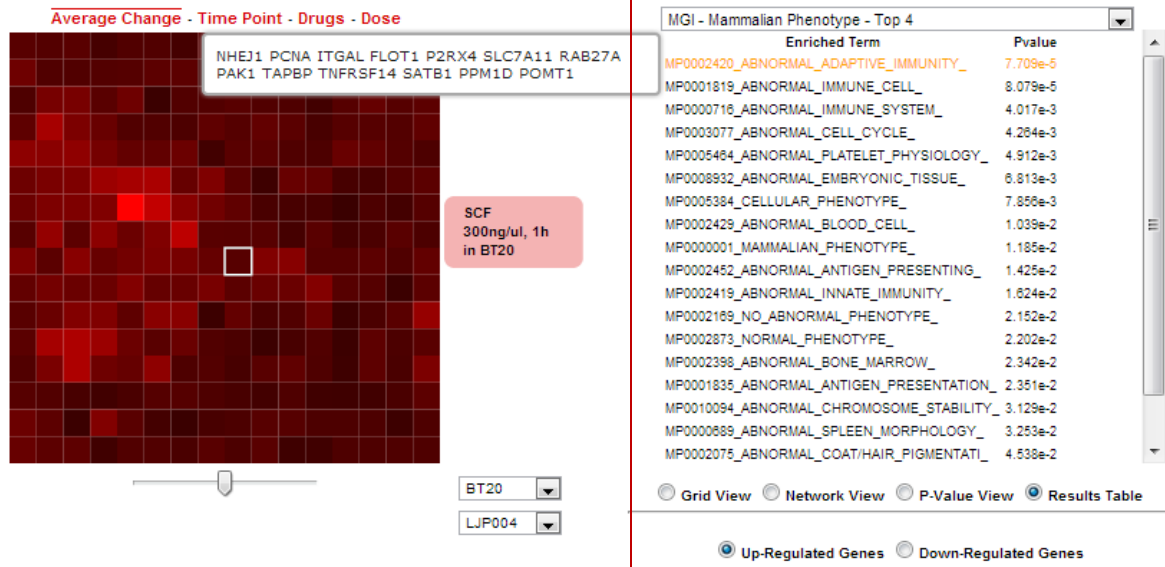 Average Change - Time Point - Drugs - Dose
NHEJ1 PCNA ITGAL FLOT1 P2RX4 SLC7A11 RAB27A
PAK1 TAPBP TNFRSF14 SATB1 PPM1D POMT1
SCF
300ng/ul, 1h
in BT20
BT20
LJP004
MGI - Mammalian Phenotype - Top 4
Enriched Term Pvalue
MP0002420_ABNORMAL_ADAPTIVE_IMMUNITY_ 7.709e-5
MP0001819_ABNORMAL_IMMUNE_CELL_ 8.079e-5
MP0000716_ABNORMAL_IMMUNE_SYSTEM_ 4.017e-3
MP0003077_ABNORMAL_CELL_CYCLE_ 4.264e-3
MP0005464_ABNORMAL_PLATELET_PHYSIOLOGY_ 4.912e-3
MP0008932_ABNORMAL_EMBRYONIC_TISSUE_ 6.813e-3
MP0005384_CELLULAR_PHENOTYPE_ 7.856e-3
MP0002429_ABNORMAL_BLOOD_CELL_ 1.039e-2
MP0000001_MAMMALIAN_PHENOTYPE_ 1.185e-2
MP0002452_ABNORMAL_ANTIGEN_PRESENTING_ 1.425e-2
MP0002419_ABNORMAL_INNATE_IMMUNITY_ 1.624e-2
MP0002169_NO_ABNORMAL_PHENOTYPE_ 2.152e-2
MP0002873_NORMAL_PHENOTYPE_ 2.202e-2
MP0002398_ABNORMAL_BONE_MARROW_ 2.342e-2
MP0001835_ABNORMAL_ANTIGEN_PRESENTATION_ 2.351e-2
MP0010094_ABNORMAL_CHROMOSOME_STABILITY_ 3.129e-2
MP0000689_ABNORMAL_SPLEEN_MORPHOLOGY_ 3.253e-2
MP0002075_ABNORMAL_COAT/HAIR_PIGMENTATI_ 4.538e-2
Grid View Network View P-Value View Results Table
Up-Regulated Genes Down-Regulated Genes